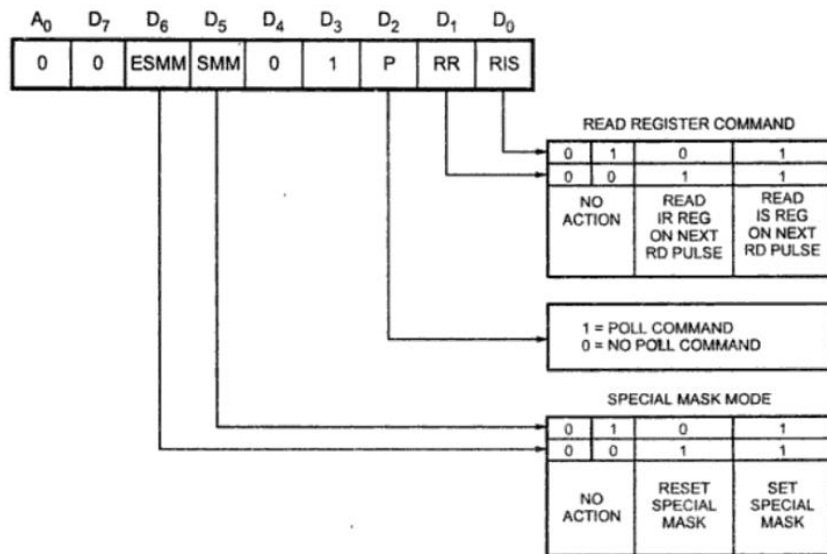 A0 D7 D6 D5 D4 D3 D2 D1 D0
0 0 ESMM SMM 0 1 P RR RIS
READ REGISTER COMMAND
0 1 0 1
0 0 1 1
NO ACTION
READ IR REG ON NEXT RD PULSE
READ IS REG ON NEXT RD PULSE
1 = POLL COMMAND
0 = NO POLL COMMAND
SPECIAL MASK MODE
0 1 0 1
0 0 1 1
NO ACTION
RESET SPECIAL MASK
SET SPECIAL MASK